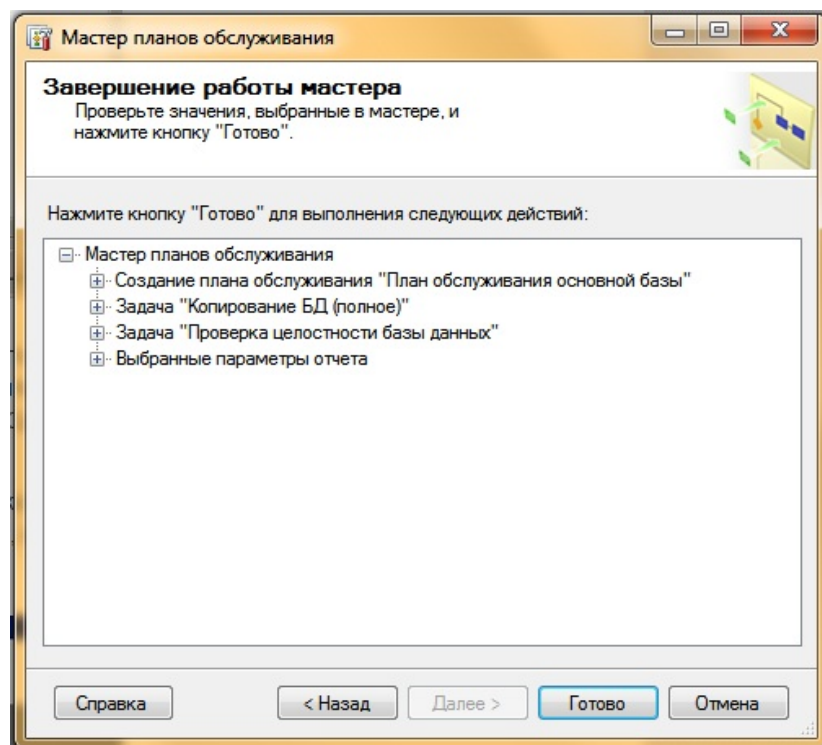 Мастер планов обслуживания
Завершение работы мастера
Проверьте значения, выбранные в мастере, и
нажмите кнопку "Готово".
Нажмите кнопку "Готово" для выполнения следующих действий:
Мастер планов обслуживания
Создание плана обслуживания "План обслуживания основной базы"
Задача "Копирование БД (полное)"
Задача "Проверка целостности базы данных"
Выбранные параметры отчета
Справка
< Назад
Далее >
Готово
Отмена